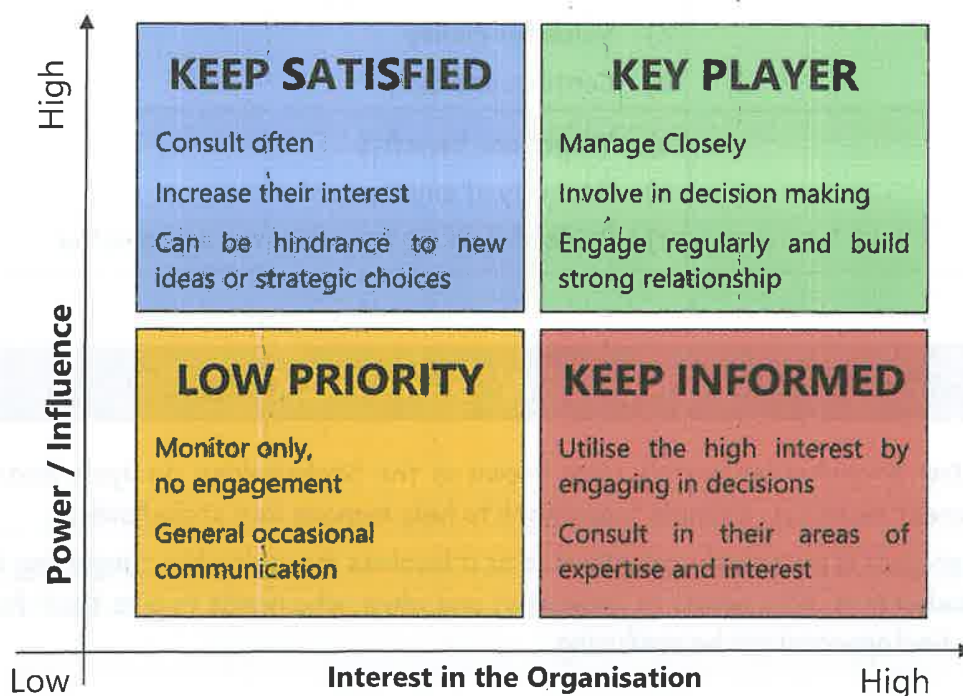 High
KEEP SATISFIED
Consult often
Increase their interest
Can be hindrance to new
ideas or strategic choices
KEY PLAYER
Manage Closely
Involve in decision making
Engage regularly and build
strong relationship
Power / Influence
LOW PRIORITY
Monitor only,
no engagement
General occasional
communication
KEEP INFORMED
Utilise the high interest by
engaging in decisions
Consult in their areas of
expertise and interest
Low
Interest in the Organisation
High